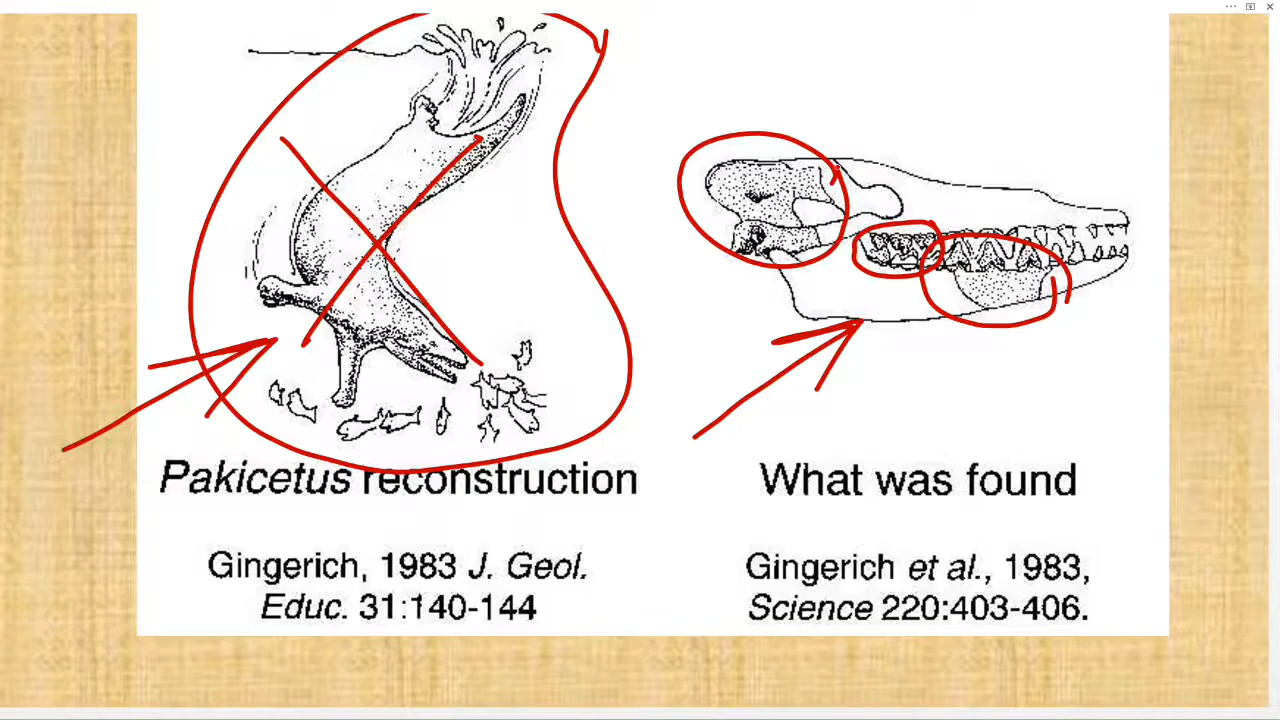 Pakicetus reconstruction
Gingerich, 1983 J. Geol.
Educ. 31:140-144
What was found
Gingerich et al., 1983,
Science 220:403-406.